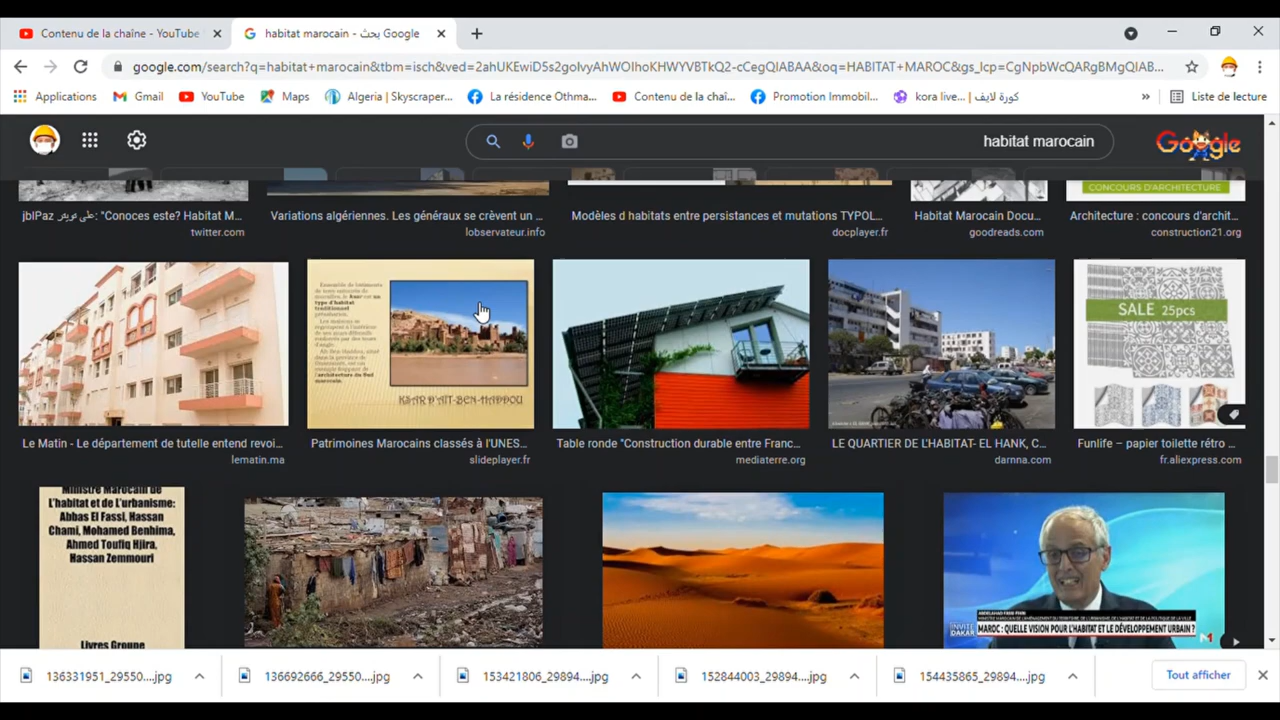 Contenu de la chaîne - YouTube
habitat marocain - بحث Google
google.com/search?q=habitat+marocain&tbm=isch&ved=2ahUKEwiD5s2golvyAhWOIhoKHWYVBTkQ2-cCegQIABAA&oq=HABITAT+MAROC&gs_lcp=CgNpbWcQARgBMgQIAB...
Applications
Gmail
YouTube
Maps
Algeria | Skyscraper...
La résidence Othma...
Contenu de la chaî...
Promotion Immobil...
kora live... | كورة لايف
»
Liste de lecture
habitat marocain
Google
CONCOURS D'ARCHITECTURE
"Conoces este? Habitat M...
twitter.com
Variations algériennes. Les généraux se crèvent un ...
lobservateur.info
Modèles d habitats entre persistances et mutations TYPOL...
docplayer.fr
Habitat Marocain Docu...
goodreads.com
Architecture : concours d'archit...
construction21.org
KSAR D'AIT-BEN-HADDOU
SALE 25pcs
Le Matin - Le département de tutelle entend revoi...
lematin.ma
Patrimoines Marocains classés à l'UNES...
slideplayer.fr
Table ronde "Construction durable entre Franc...
mediaterre.org
LE QUARTIER DE L'HABITAT- EL HANK, C...
darnna.com
Funlife – papier toilette rétro ...
fr.aliexpress.com
Ministre Marocain de
l'habitat et de l'urbanisme:
Abbas El Fassi, Hassan
Chami, Mohamed Benhima,
Ahmed Toufiq Hjira,
Hassan Zemmouri
Livres Groupe
INVITE
DAKAR
MAROC : QUELLE VISION POUR L'HABITAT ET LE DÉVELOPPEMENT URBAIN ?
136331951_29550....jpg
136692666_29550....jpg
153421806_29894....jpg
152844003_29894....jpg
154435865_29894....jpg
Tout afficher